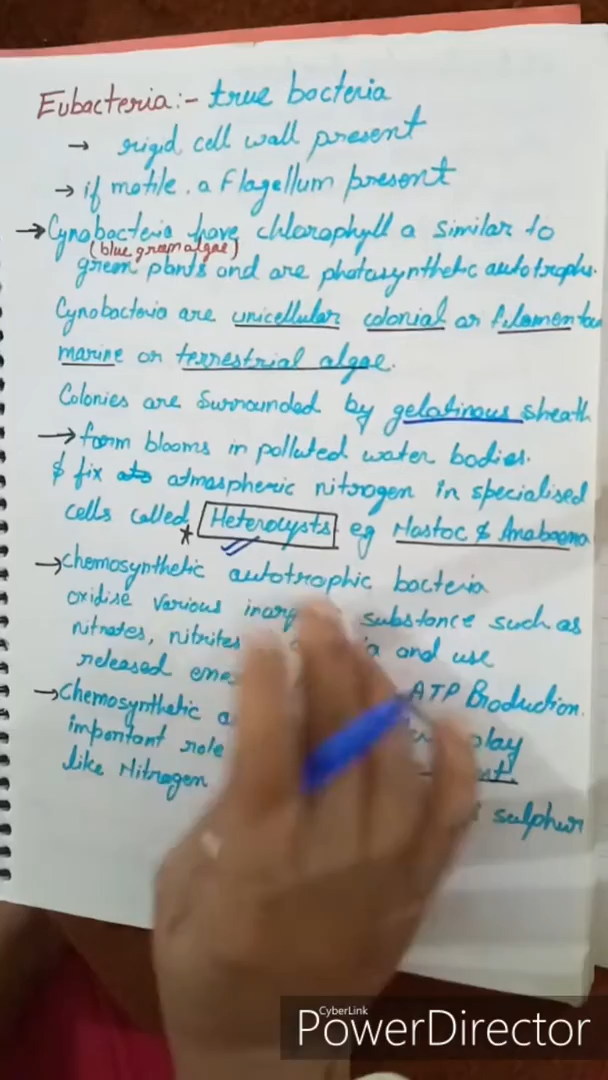 Eubacteria:- true bacteria
→ rigid cell wall present
→ if motile. a Flagellum present
→ Cynobacteria have chlorophyll a similar to
(blue green algae)
green plants and are photosynthetic autotrophs.
Cynobacteria are unicellular colonial or filamentou
marine or terrestrial algae.
Colonies are surrounded by gelatinous sheath
→ form blooms in polluted water bodies.
& fix atmospheric nitrogen in specialised
cells called Heterocysts eg Nostoc & Anabaena
→ Chemosynthetic autotrophic bacteria
oxidise various substance such as
nitrates, nitrites and use
released ATP Production.
→ Chemosynthetic play
important role
like Nitrogen
sulphur
CyberLink
PowerDirector